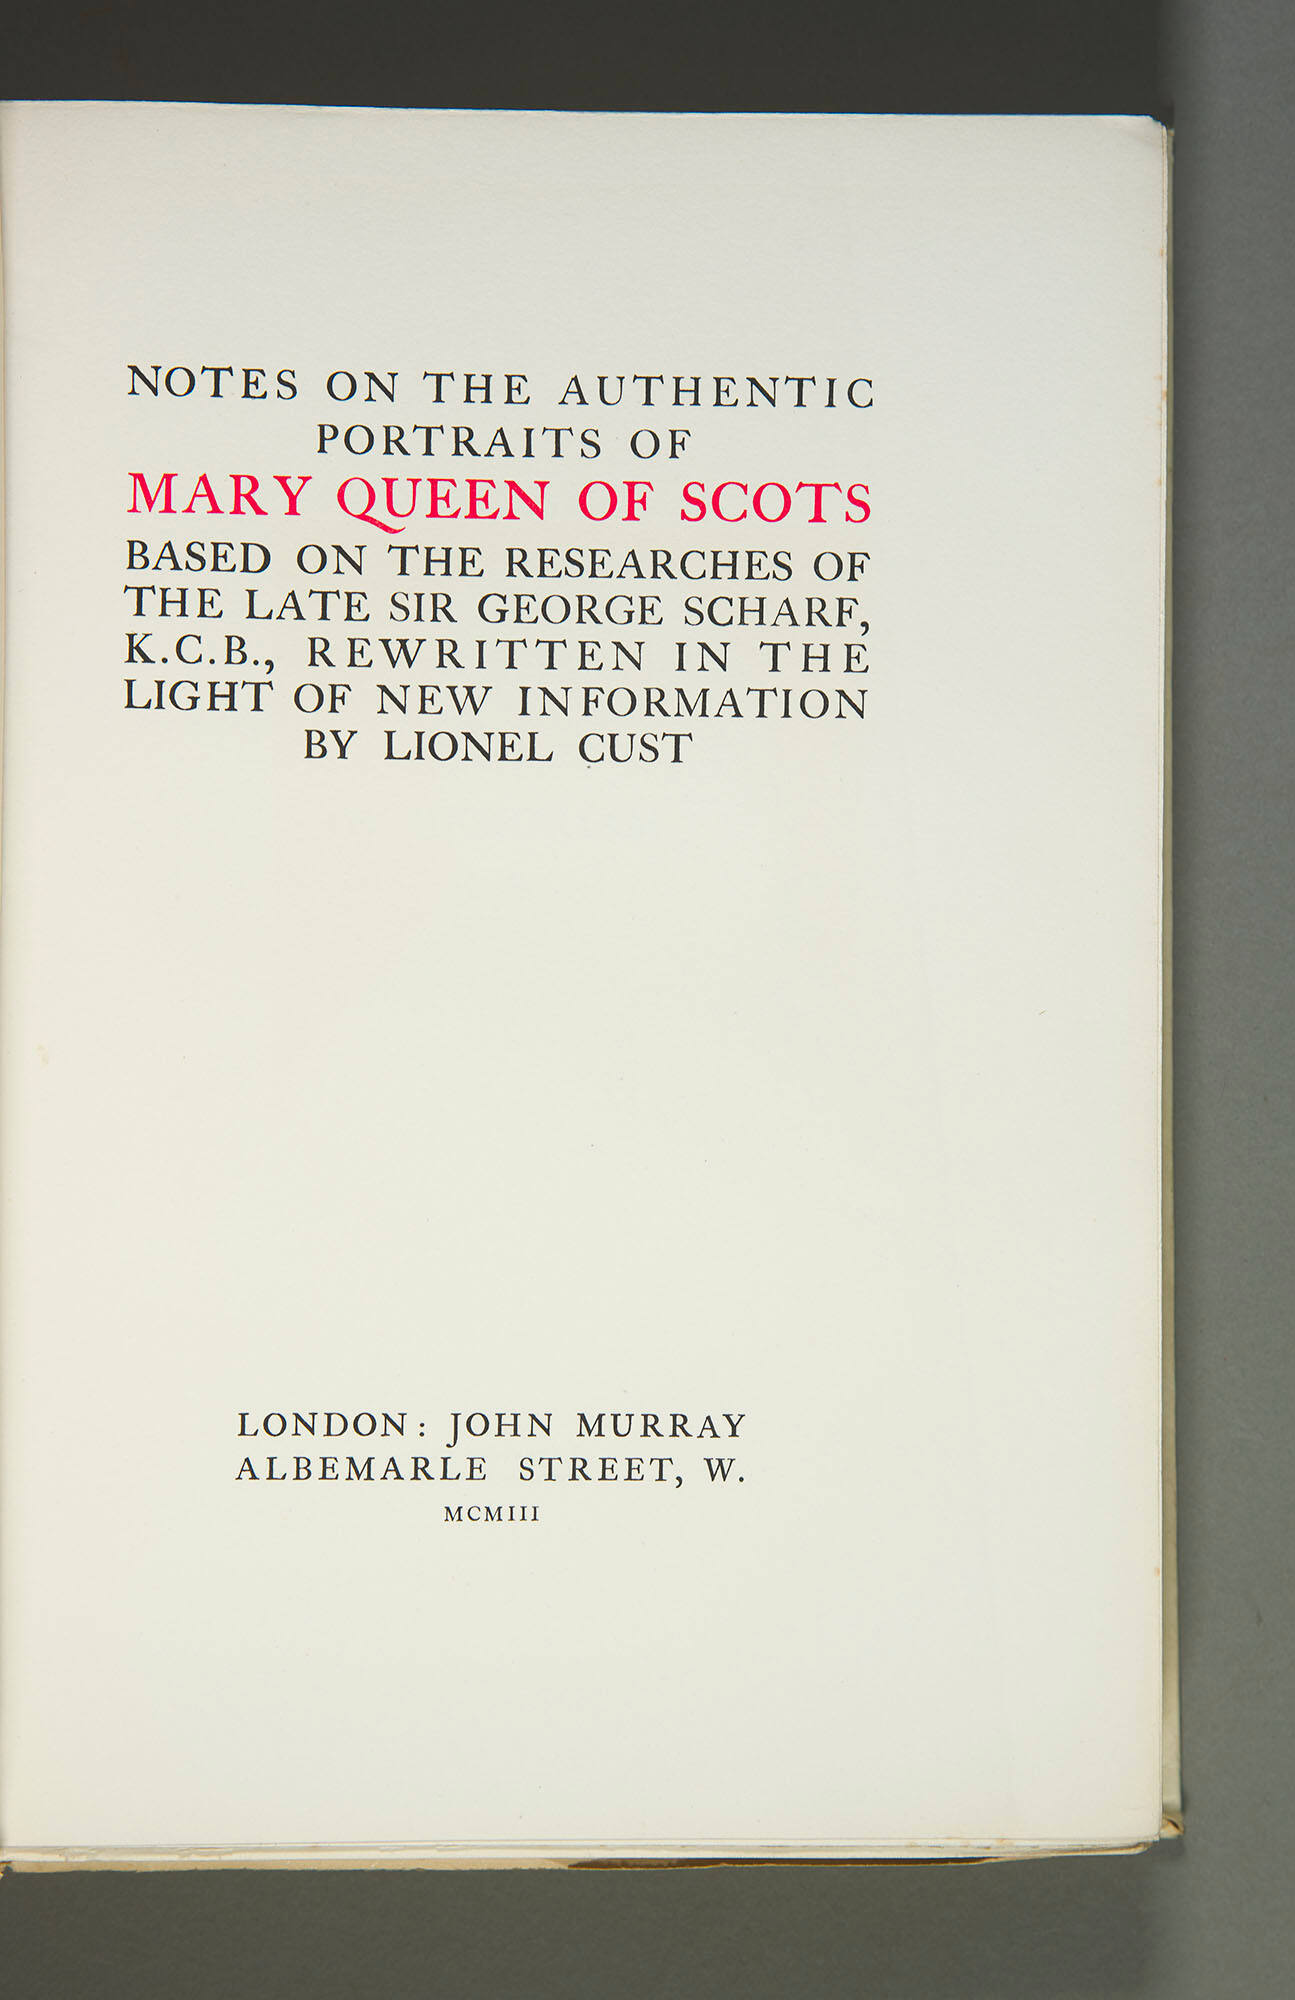 NOTES ON THE AUTHENTIC
PORTRAITS OF
MARY QUEEN OF SCOTS
BASED ON THE RESEARCHES OF
THE LATE SIR GEORGE SCHARF,
K.C.B., REWRITTEN IN THE
LIGHT OF NEW INFORMATION
BY LIONEL CUST
LONDON: JOHN MURRAY
ALBEMARLE STREET, W.
MCMIII